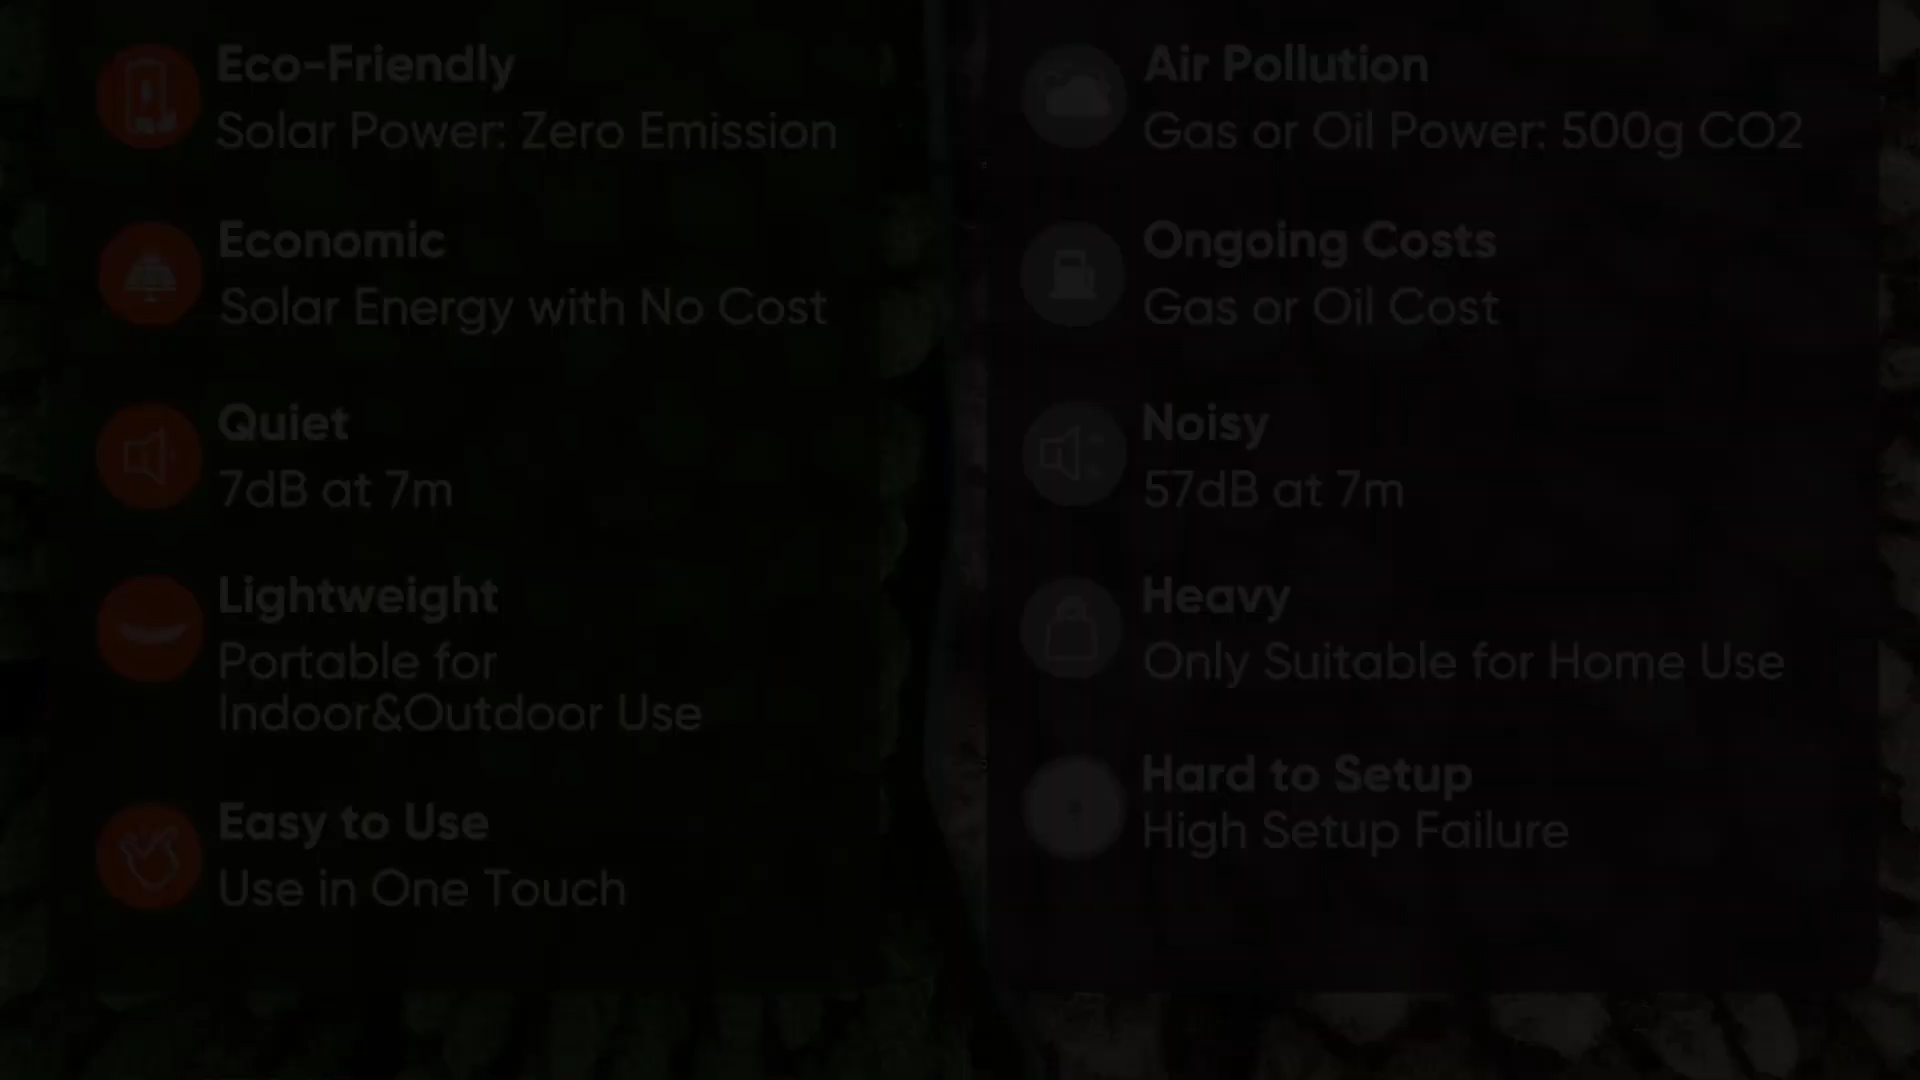 Eco-Friendly
Solar Power: Zero Emission
Economic
Solar Energy with No Cost
Quiet
7dB at 7m
Lightweight
Portable for
Indoor&Outdoor Use
Easy to Use
Use in One Touch
Air Pollution
Gas or Oil Power: 500g CO2
Ongoing Costs
Gas or Oil Cost
Noisy
57dB at 7m
Heavy
Only Suitable for Home Use
Hard to Setup
High Setup Failure